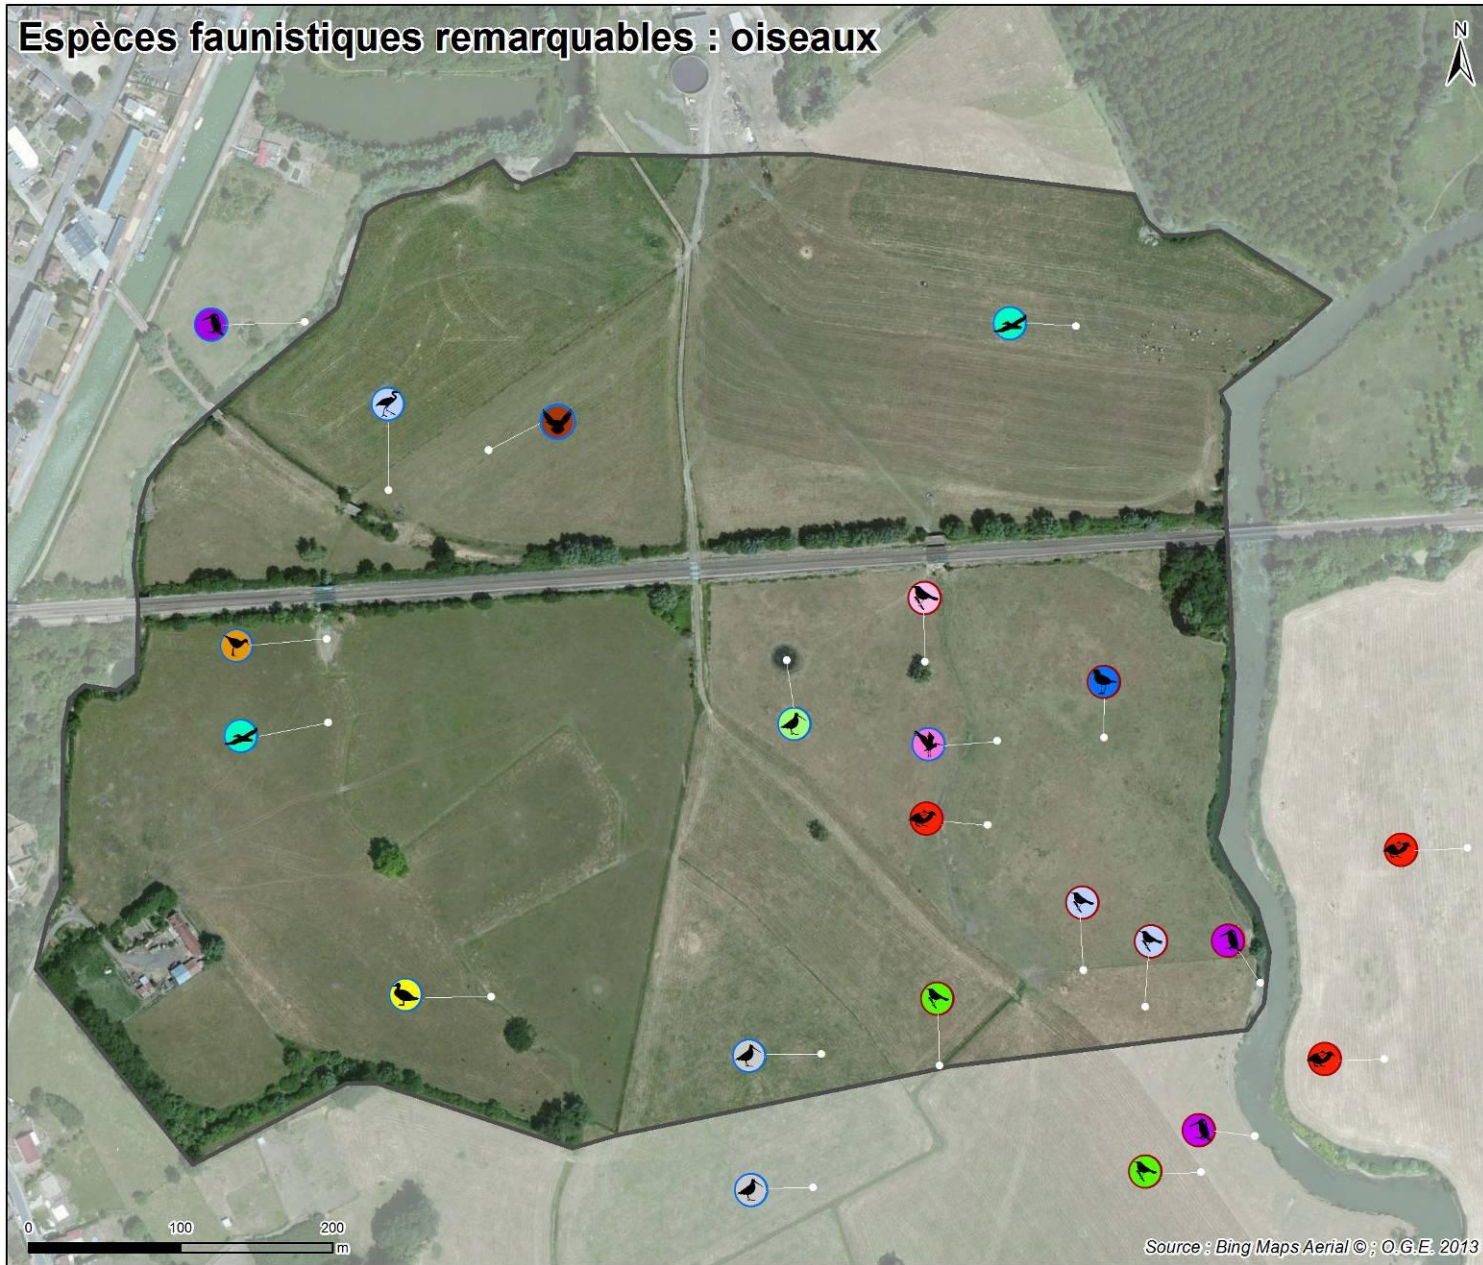 Espèces faunistiques remarquables : oiseaux
N
0 100 200
m
Source : Bing Maps Aerial © ; O.G.E. 2013